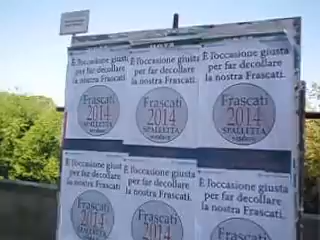 È l'occasione giusta
per far decollare
la nostra Frascati.
Frascati
2014
SPALLETTA
sindaco
È l'occasione giusta
per far decollare
la nostra Frascati.
Frascati
2014
SPALLETTA
sindaco
È l'occasione giusta
per far decollare
la nostra Frascati.
Frascati
2014
SPALLETTA
sindaco
È l'occasione giusta
per far decollare
la nostra Frascati.
Frascati
2014
È l'occasione giusta
per far decollare
la nostra Frascati.
Frascati
2014
È l'occasione giusta
per far decollare
la nostra Frascati.
Frascati